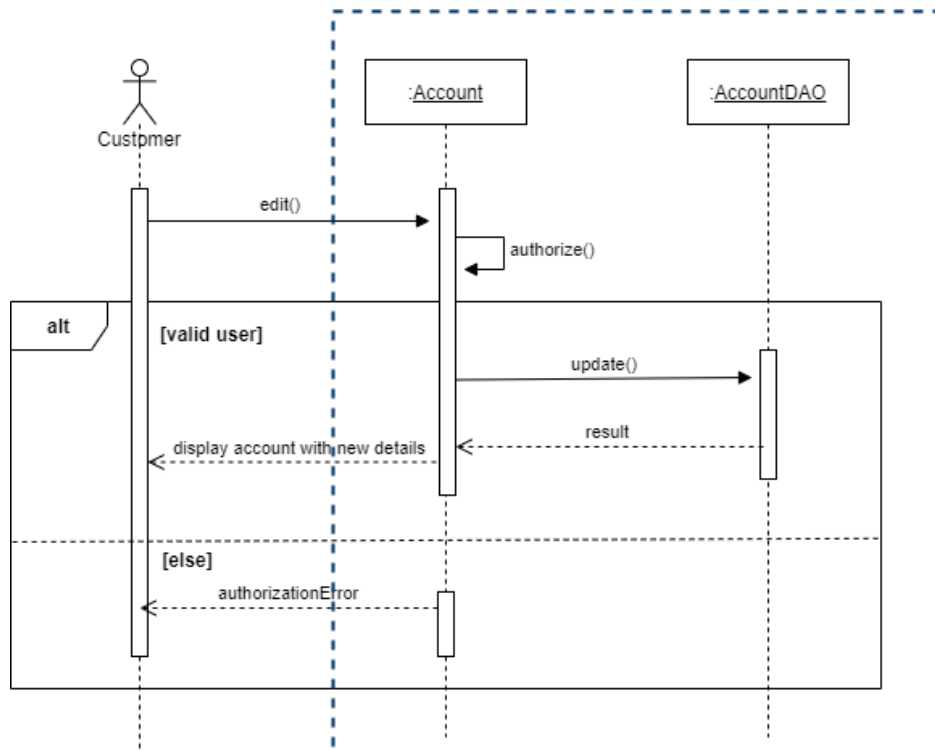 :Account
:AccountDAO
Customer
edit()
authorize()
alt
[valid user]
update()
result
display account with new details
[else]
authorizationError